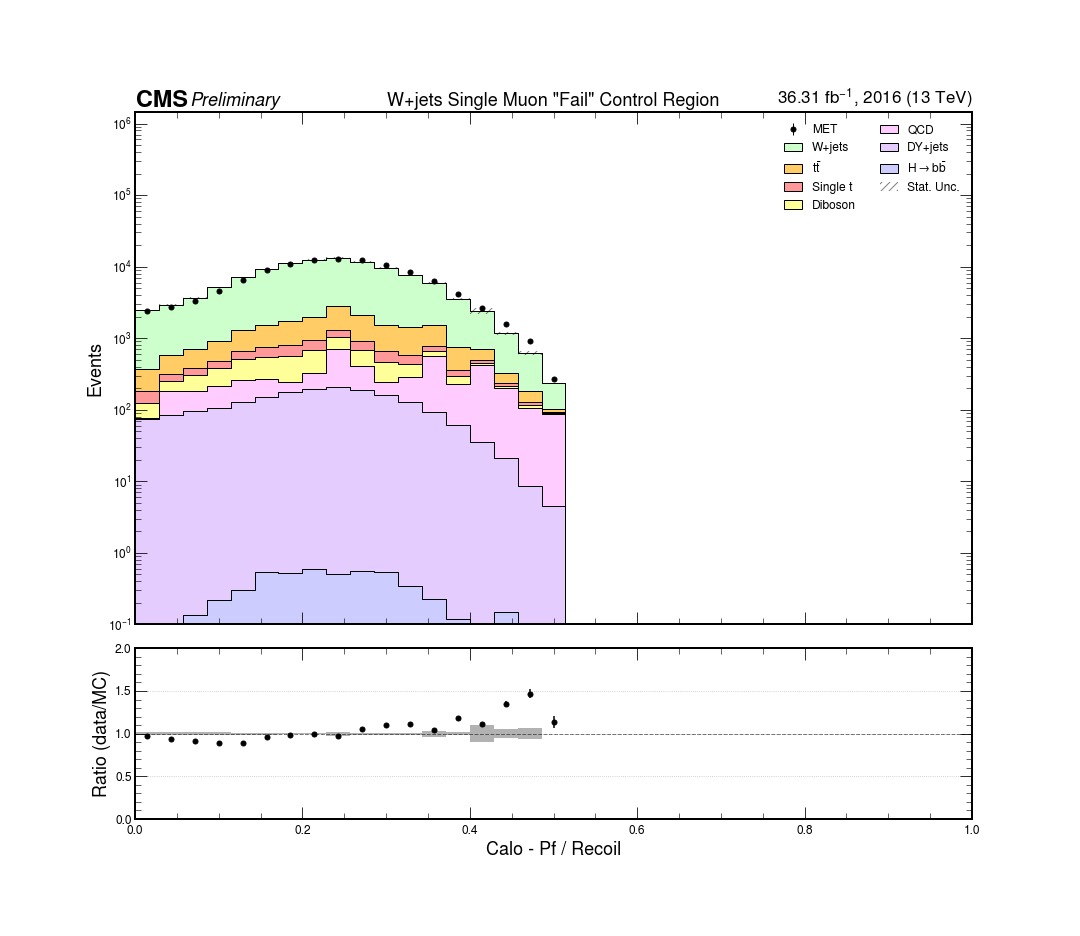 CMS Preliminary W+jets Single Muon "Fail" Control Region 36.31 fb⁻¹, 2016 (13 TeV)
10⁶
10⁵
10⁴
10³
10²
10¹
10⁰
10⁻¹
Events
MET
W+jets
tt̄
Single t
Diboson
QCD
DY+jets
H→bb̄
Stat. Unc.
2.0
1.5
1.0
0.5
0.0
Ratio (data/MC)
0.0 0.2 0.4 0.6 0.8 1.0
Calo - Pf / Recoil